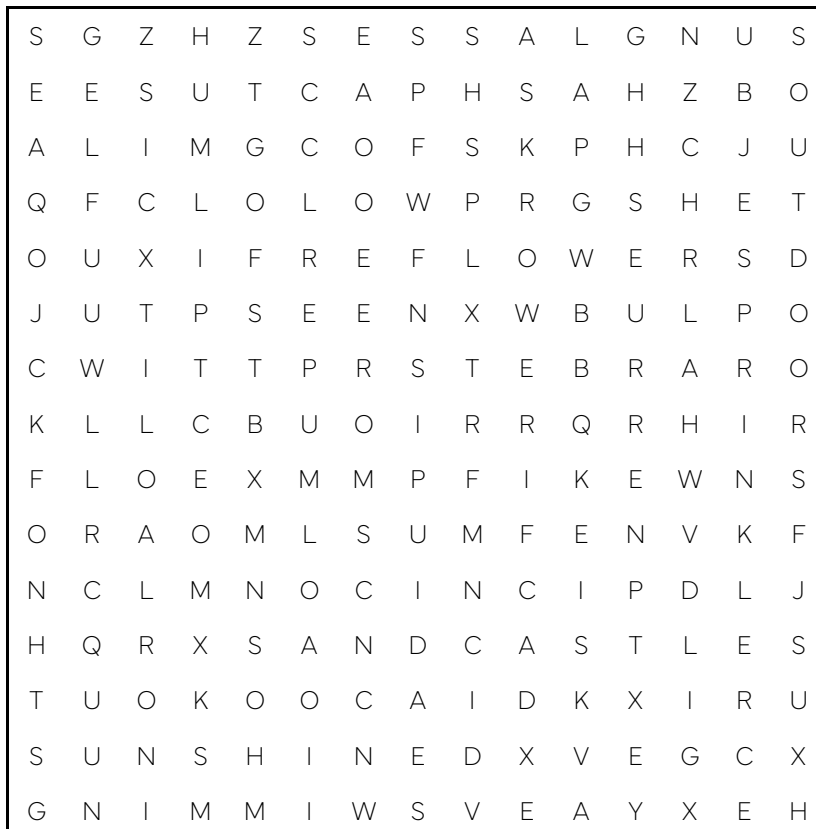 S G Z H Z S E S S A L G N U S
E E S U T C A P H S A H Z B O
A L I M G C O F S K P H C J U
Q F C L O L O W P R G S H E T
O U X I F R E F L O W E R S D
J U T P S E E N X W B U L P O
C W I T T P R S T E B R A R O
K L L C B U O I R R Q R H I R
F L O E X M M P F I K E W N S
O R A O M L S U M F E N V K F
N C L M N O C I N C I P D L J
H Q R X S A N D C A S T L E S
T U O K O O C A I D K X I R U
S U N S H I N E D X V E G C X
G N I M M I W S V E A Y X E H